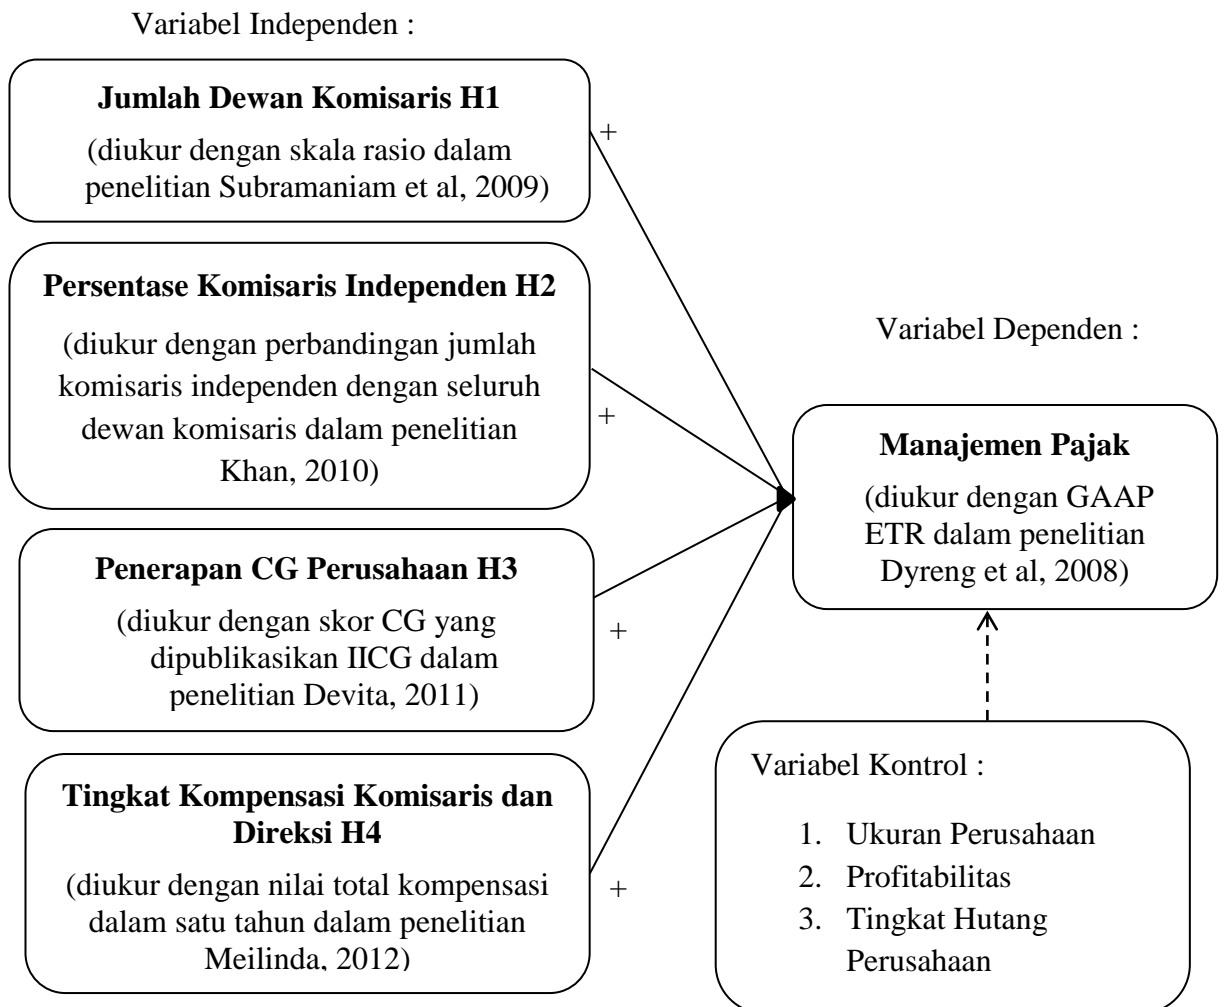 Variabel Independen :
Jumlah Dewan Komisaris H1
(diukur dengan skala rasio dalam
penelitian Subramaniam et al, 2009)
+
Persentase Komisaris Independen H2
(diukur dengan perbandingan jumlah
komisaris independen dengan seluruh
dewan komisaris dalam penelitian
Khan, 2010)
+
Penerapan CG Perusahaan H3
(diukur dengan skor CG yang
dipublikasikan IICG dalam
penelitian Devita, 2011)
+
Tingkat Kompensasi Komisaris dan
Direksi H4
(diukur dengan nilai total kompensasi
dalam satu tahun dalam penelitian
Meilinda, 2012)
+
Variabel Dependen :
Manajemen Pajak
(diukur dengan GAAP
ETR dalam penelitian
Dyreng et al, 2008)
Variabel Kontrol :
1. Ukuran Perusahaan
2. Profitabilitas
3. Tingkat Hutang
Perusahaan